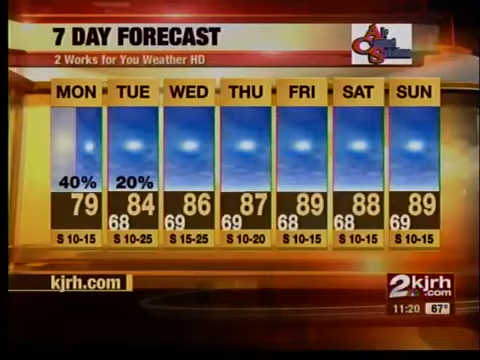 7 DAY FORECAST
2 Works for You Weather HD
MON TUE WED THU FRI SAT SUN
40% 20%
79 84 86 87 89 88 89
68 69 69 68 68 69
S 10-15 S 10-25 S 15-25 S 10-20 S 10-15 S 10-15 S 10-15
kjrh.com
2kjrh
.com
11:20 67°